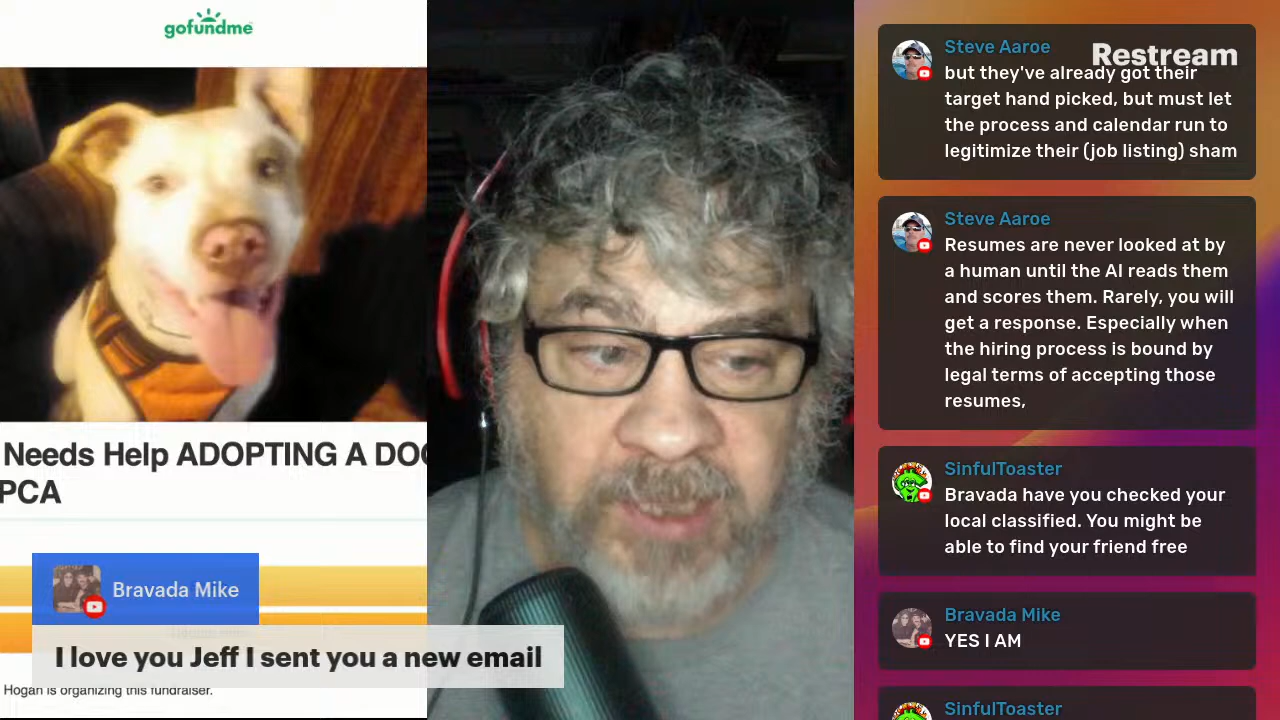 gofundme
Needs Help ADOPTING A DO
PCA
Bravada Mike
I love you Jeff I sent you a new email
Hogan is organizing this fundraiser.
Restream
Steve Aaroe
but they've already got their
target hand picked, but must let
the process and calendar run to
legitimize their (job listing) sham
Steve Aaroe
Resumes are never looked at by
a human until the AI reads them
and scores them. Rarely, you will
get a response. Especially when
the hiring process is bound by
legal terms of accepting those
resumes,
SinfulToaster
Bravada have you checked your
local classified. You might be
able to find your friend free
Bravada Mike
YES I AM
SinfulToaster